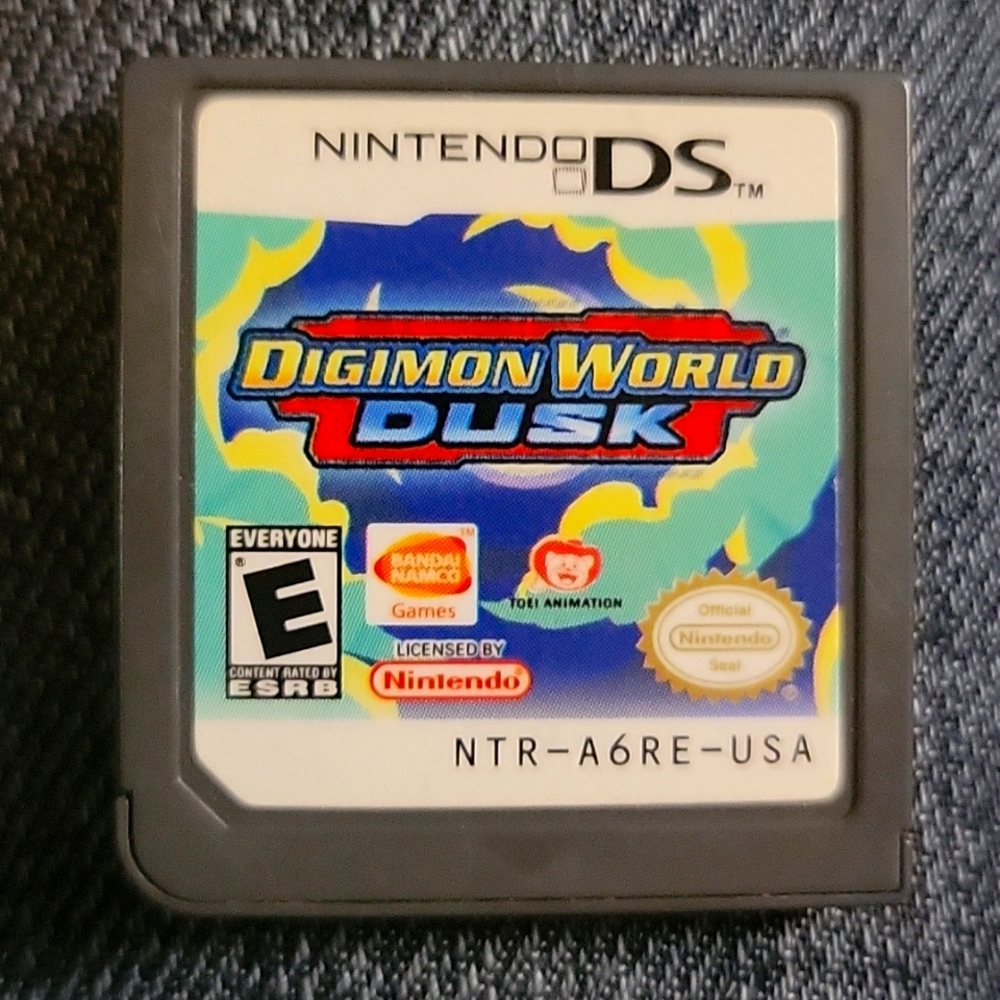 NINTENDO DS™
DIGIMON WORLD
DUSK
EVERYONE
E®
CONTENT RATED BY
ESRB
BANDAI
NAMCO
Games
TM
TOEI ANIMATION
LICENSED BY
Nintendo®
Official
Nintendo
Seal
®
NTR-A6RE-USA